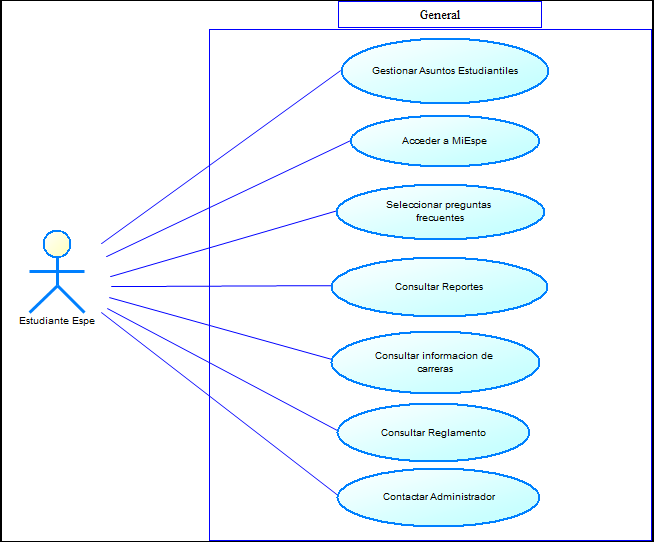 General
Gestionar Asuntos Estudiantiles
Acceder a MiEspe
Seleccionar preguntas
frecuentes
Consultar Reportes
Estudiante Espe
Consultar informacion de
carreras
Consultar Reglamento
Contactar Administrador